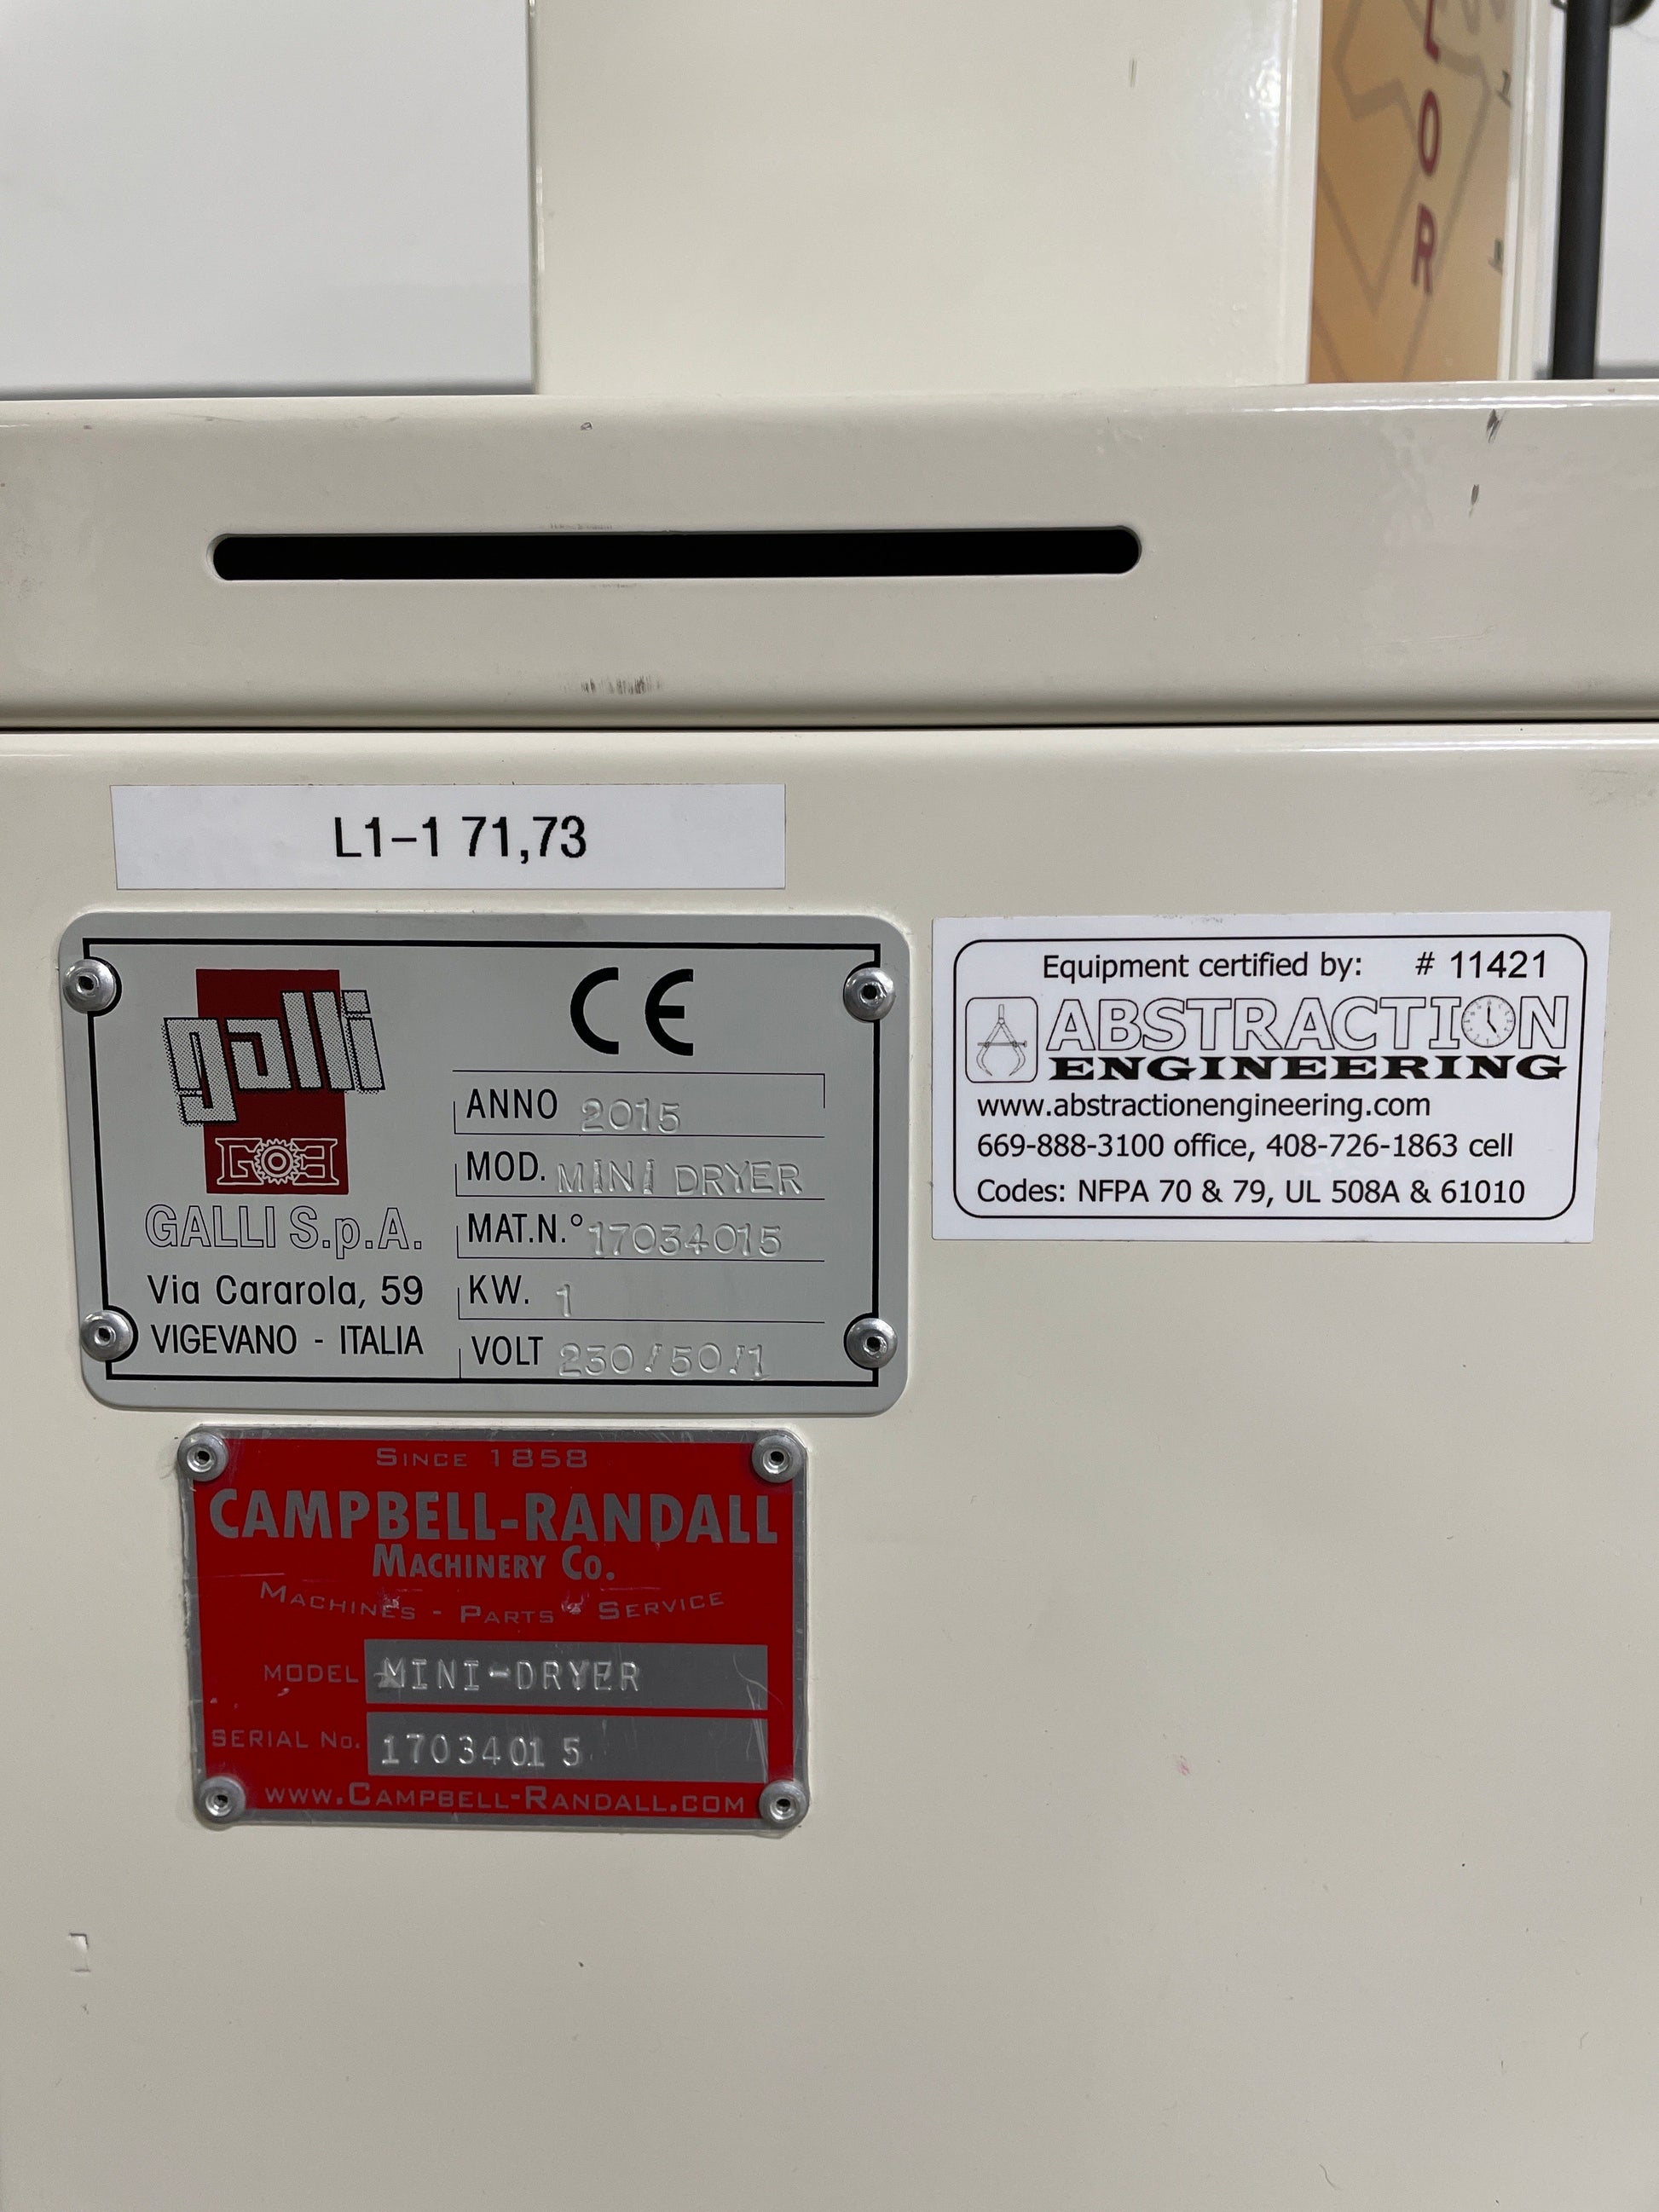 LOR
L1-1 71,73
galli
GALLI S.p.A.
Via Cararola, 59
VIGEVANO - ITALIA
CE
ANNO 2015
MOD. MINI DRYER
MAT.N.° 17034015
KW. 1
VOLT 230/50/1
Equipment certified by: # 11421
ABSTRACTION
ENGINEERING
www.abstractionengineering.com
669-888-3100 office, 408-726-1863 cell
Codes: NFPA 70 & 79, UL 508A & 61010
SINCE 1858
CAMPBELL-RANDALL
MACHINERY CO.
MACHINES - PARTS - SERVICE
MODEL MINI-DRYER
SERIAL No. 17034015
WWW.CAMPBELL-RANDALL.COM